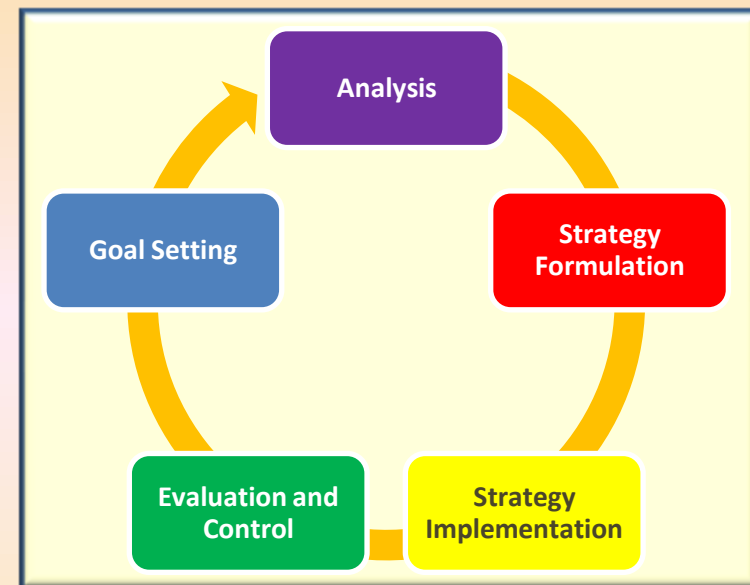 Analysis
Strategy
Formulation
Strategy
Implementation
Evaluation and
Control
Goal Setting